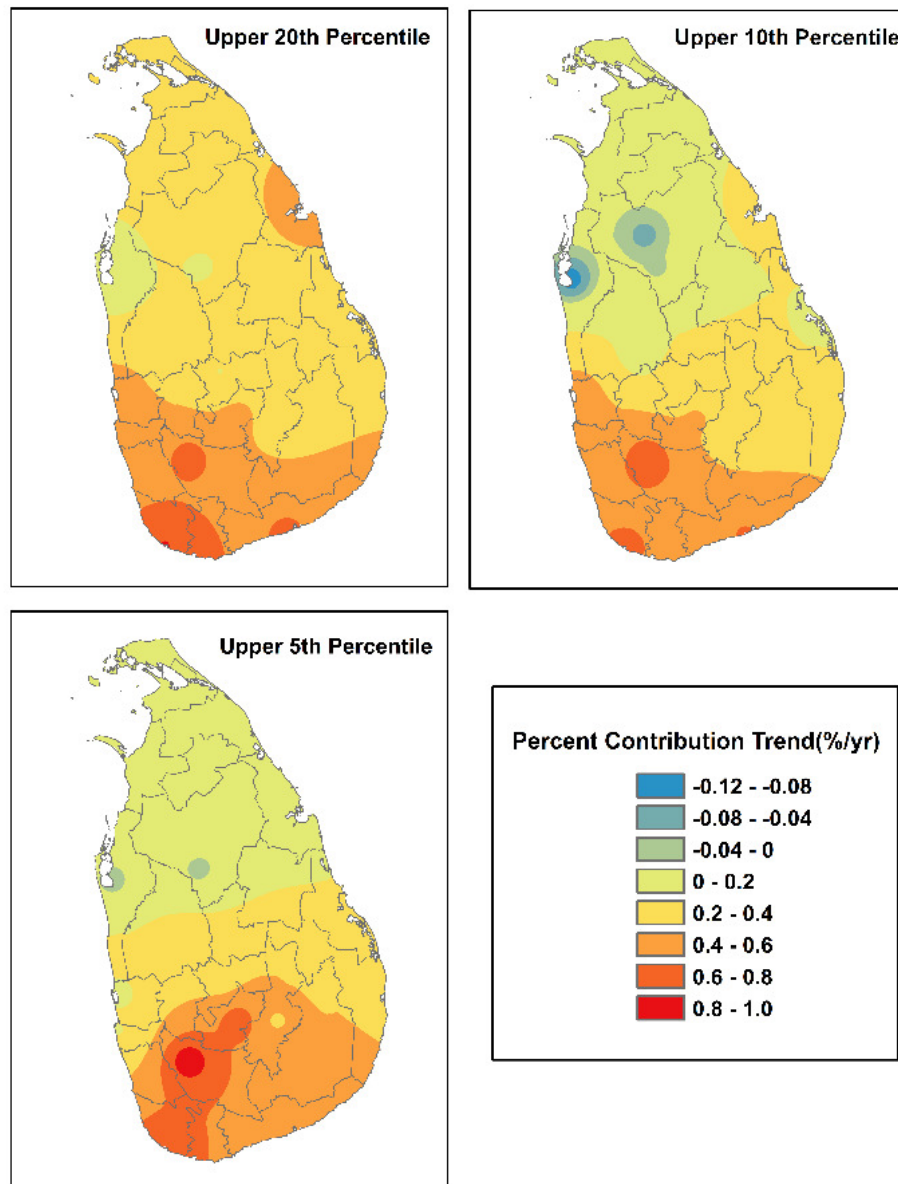 Upper 20th Percentile
Upper 10th Percentile
Upper 5th Percentile
Percent Contribution Trend(%/yr)
-0.12 - -0.08
-0.08 - -0.04
-0.04 - 0
0 - 0.2
0.2 - 0.4
0.4 - 0.6
0.6 - 0.8
0.8 - 1.0